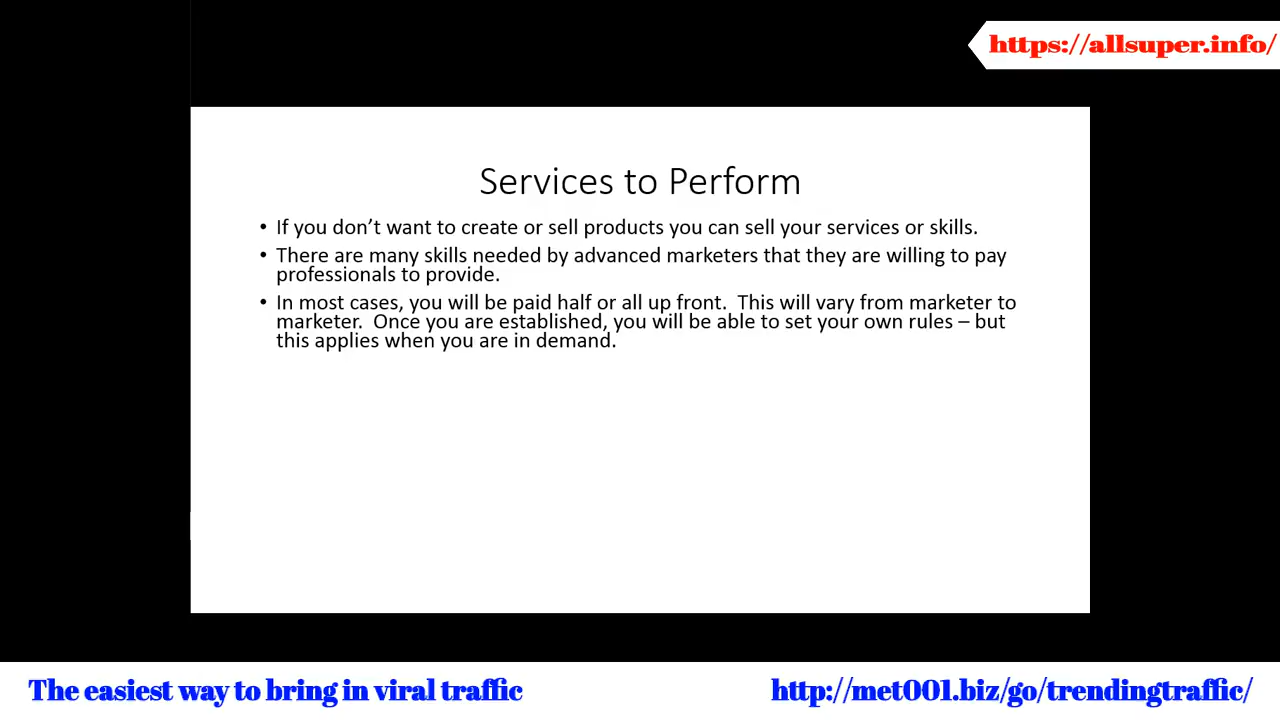 https://allsuper.info/
Services to Perform
• If you don’t want to create or sell products you can sell your services or skills.
• There are many skills needed by advanced marketers that they are willing to pay
professionals to provide.
• In most cases, you will be paid half or all up front.  This will vary from marketer to
marketer.  Once you are established, you will be able to set your own rules – but
this applies when you are in demand.
The easiest way to bring in viral traffic
http://met001.biz/go/trendingtraffic/